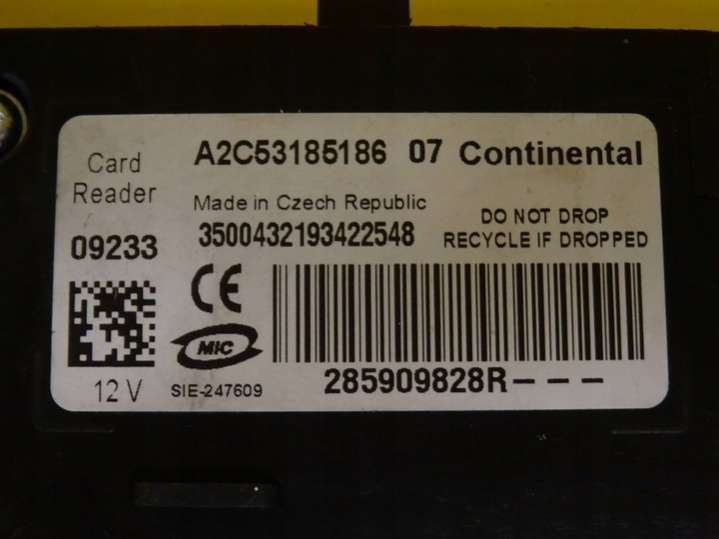 Card
Reader
09233
A2C53185186 07 Continental
Made in Czech Republic
3500432193422548
DO NOT DROP
RECYCLE IF DROPPED
CE
MIC
12 V
SIE-247609
285909828R---